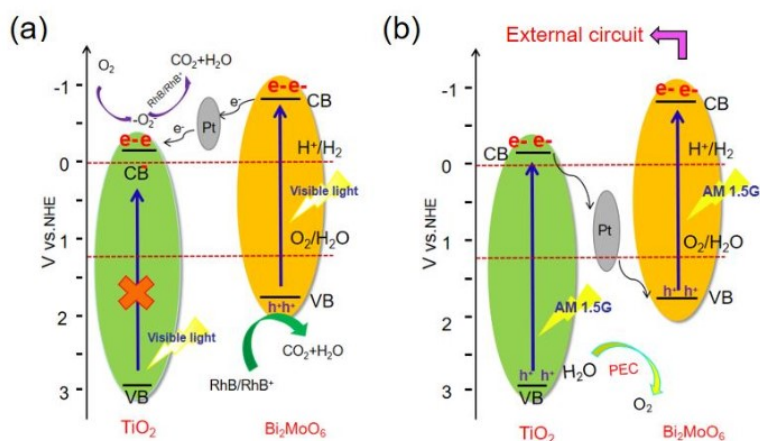 (a)
O₂
CO₂+H₂O
RhB/RhB⁺
-O₂⁻
e-e
CB
e⁻
Pt
e⁻
e-e-
CB
H⁺/H₂
Visible light
O₂/H₂O
VB
h⁺h⁺
CO₂+H₂O
RhB/RhB⁺
Visible light
VB
-1
0
1
2
3
V vs.NHE
TiO₂
Bi₂MoO₆
(b)
External circuit
e- e-
CB
e- e-
CB
H⁺/H₂
Pt
AM 1.5G
O₂/H₂O
h⁺ h⁺
VB
AM 1.5G
h⁺ h⁺
H₂O
PEC
O₂
VB
-1
0
1
2
3
V vs.NHE
TiO₂
Bi₂MoO₆